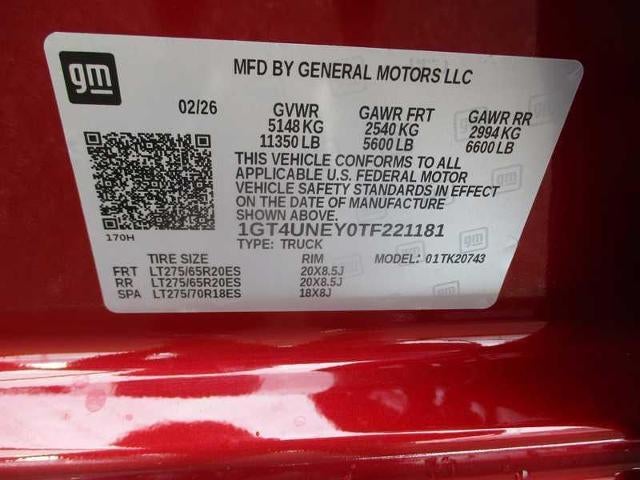 gm
MFD BY GENERAL MOTORS LLC
02/26 GVWR GAWR FRT GAWR RR
5148 KG 2540 KG 2994 KG
11350 LB 5600 LB 6600 LB
THIS VEHICLE CONFORMS TO ALL
APPLICABLE U.S. FEDERAL MOTOR
VEHICLE SAFETY STANDARDS IN EFFECT
ON THE DATE OF MANUFACTURE
SHOWN ABOVE.
170H
1GT4UNEY0TF221181
TYPE: TRUCK
TIRE SIZE RIM MODEL: 01TK20743
FRT LT275/65R20ES 20X8.5J
RR LT275/65R20ES 20X8.5J
SPA LT275/70R18ES 18X8J